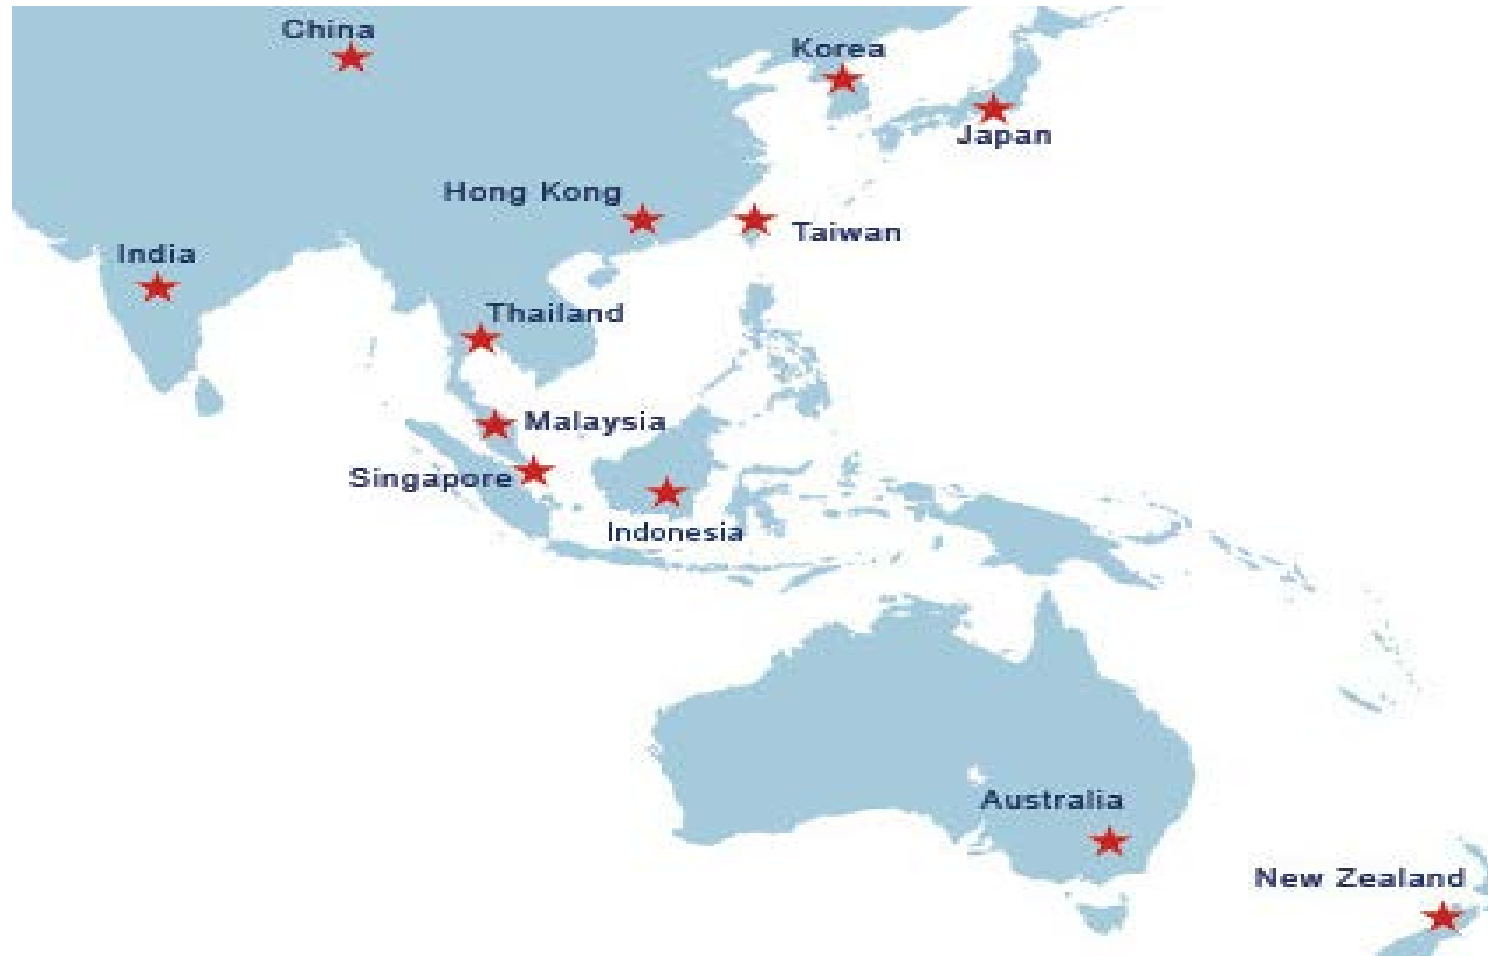 China
Korea
Japan
Hong Kong
Taiwan
India
Thailand
Malaysia
Singapore
Indonesia
Australia
New Zealand